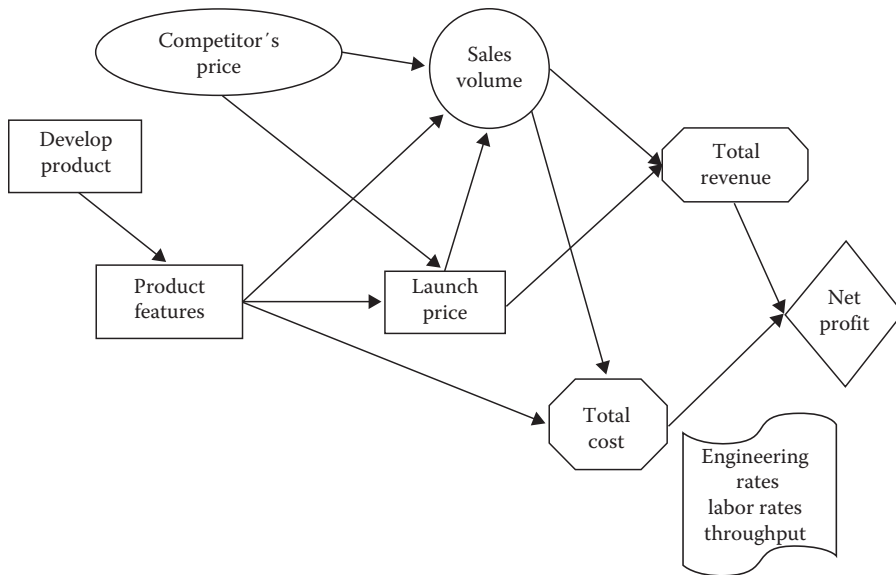 Competitor´s
price
Sales
volume
Develop
product
Total
revenue
Product
features
Launch
price
Net
profit
Total
cost
Engineering
rates
labor rates
throughput